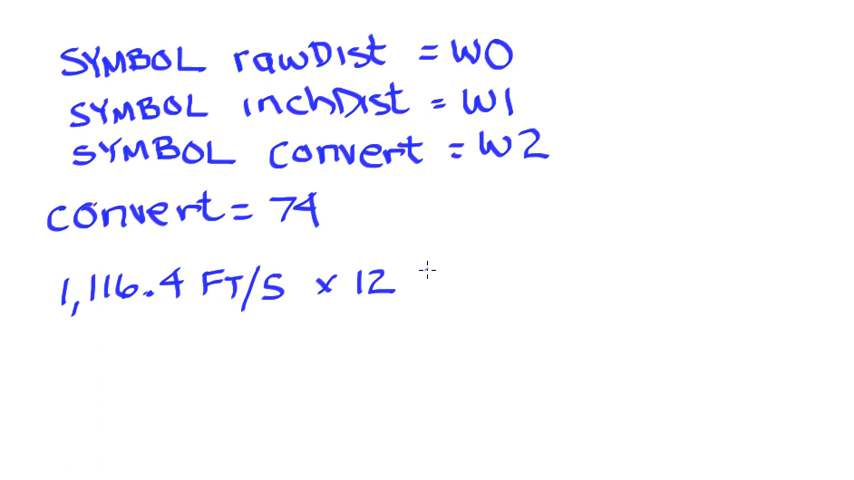 SYMBOL rawDist = W0
SYMBOL inchDist = W1
SYMBOL convert = W2
convert = 74
1,116.4 FT/S x 12